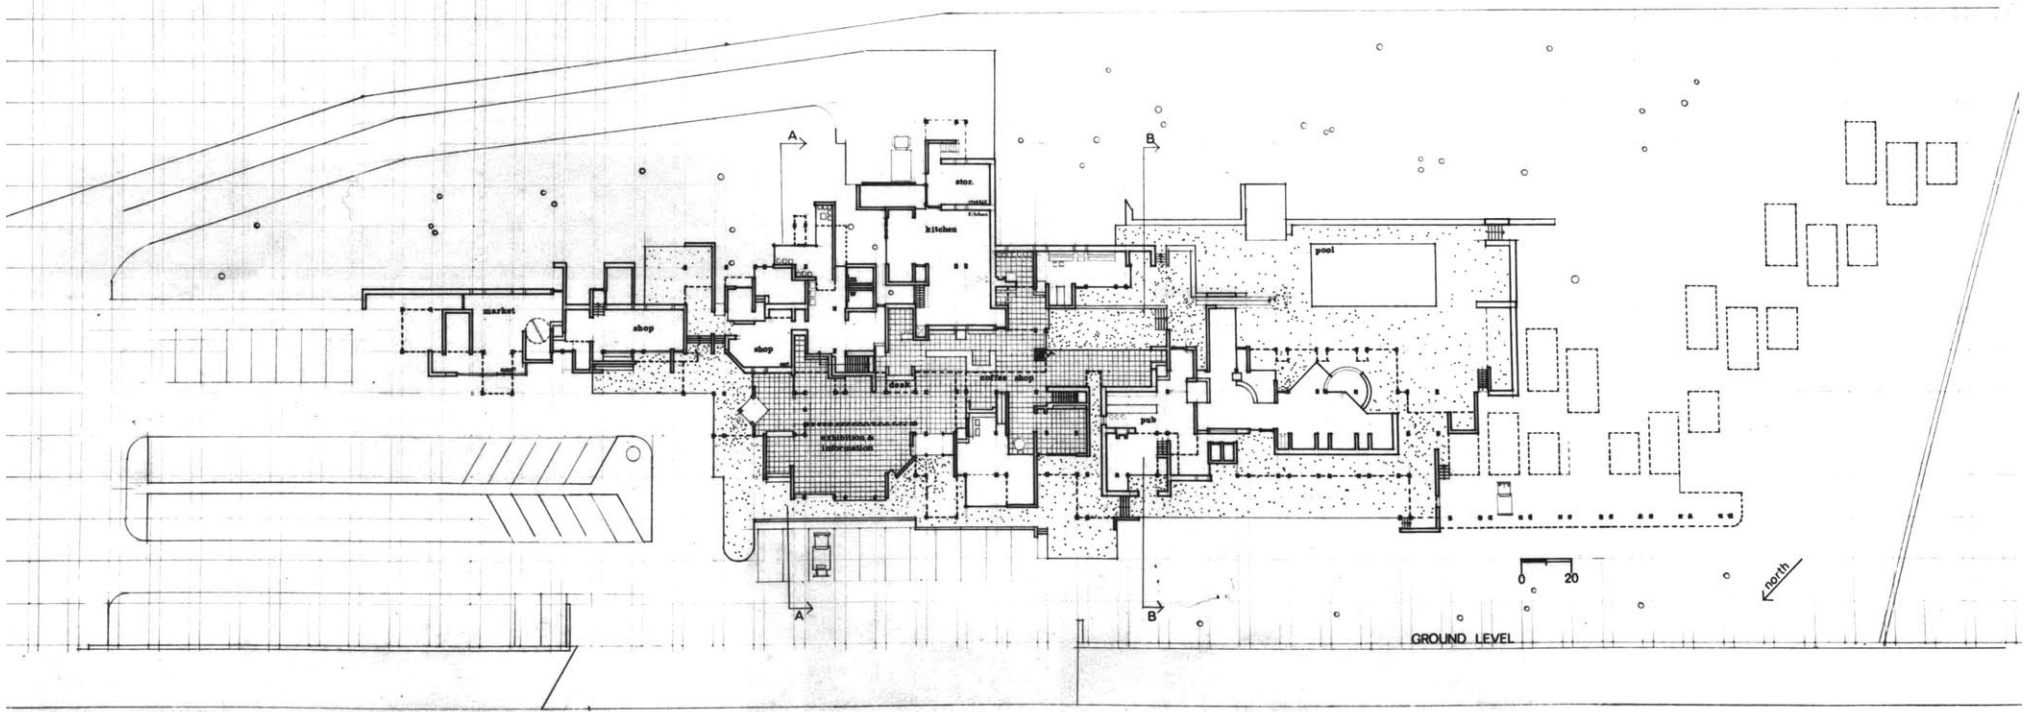 A
B
stor.
kitchen
pool
market
shop
shop
desk
coffee shop
pub
exhibition &
information
0 20
north
A
B
GROUND LEVEL